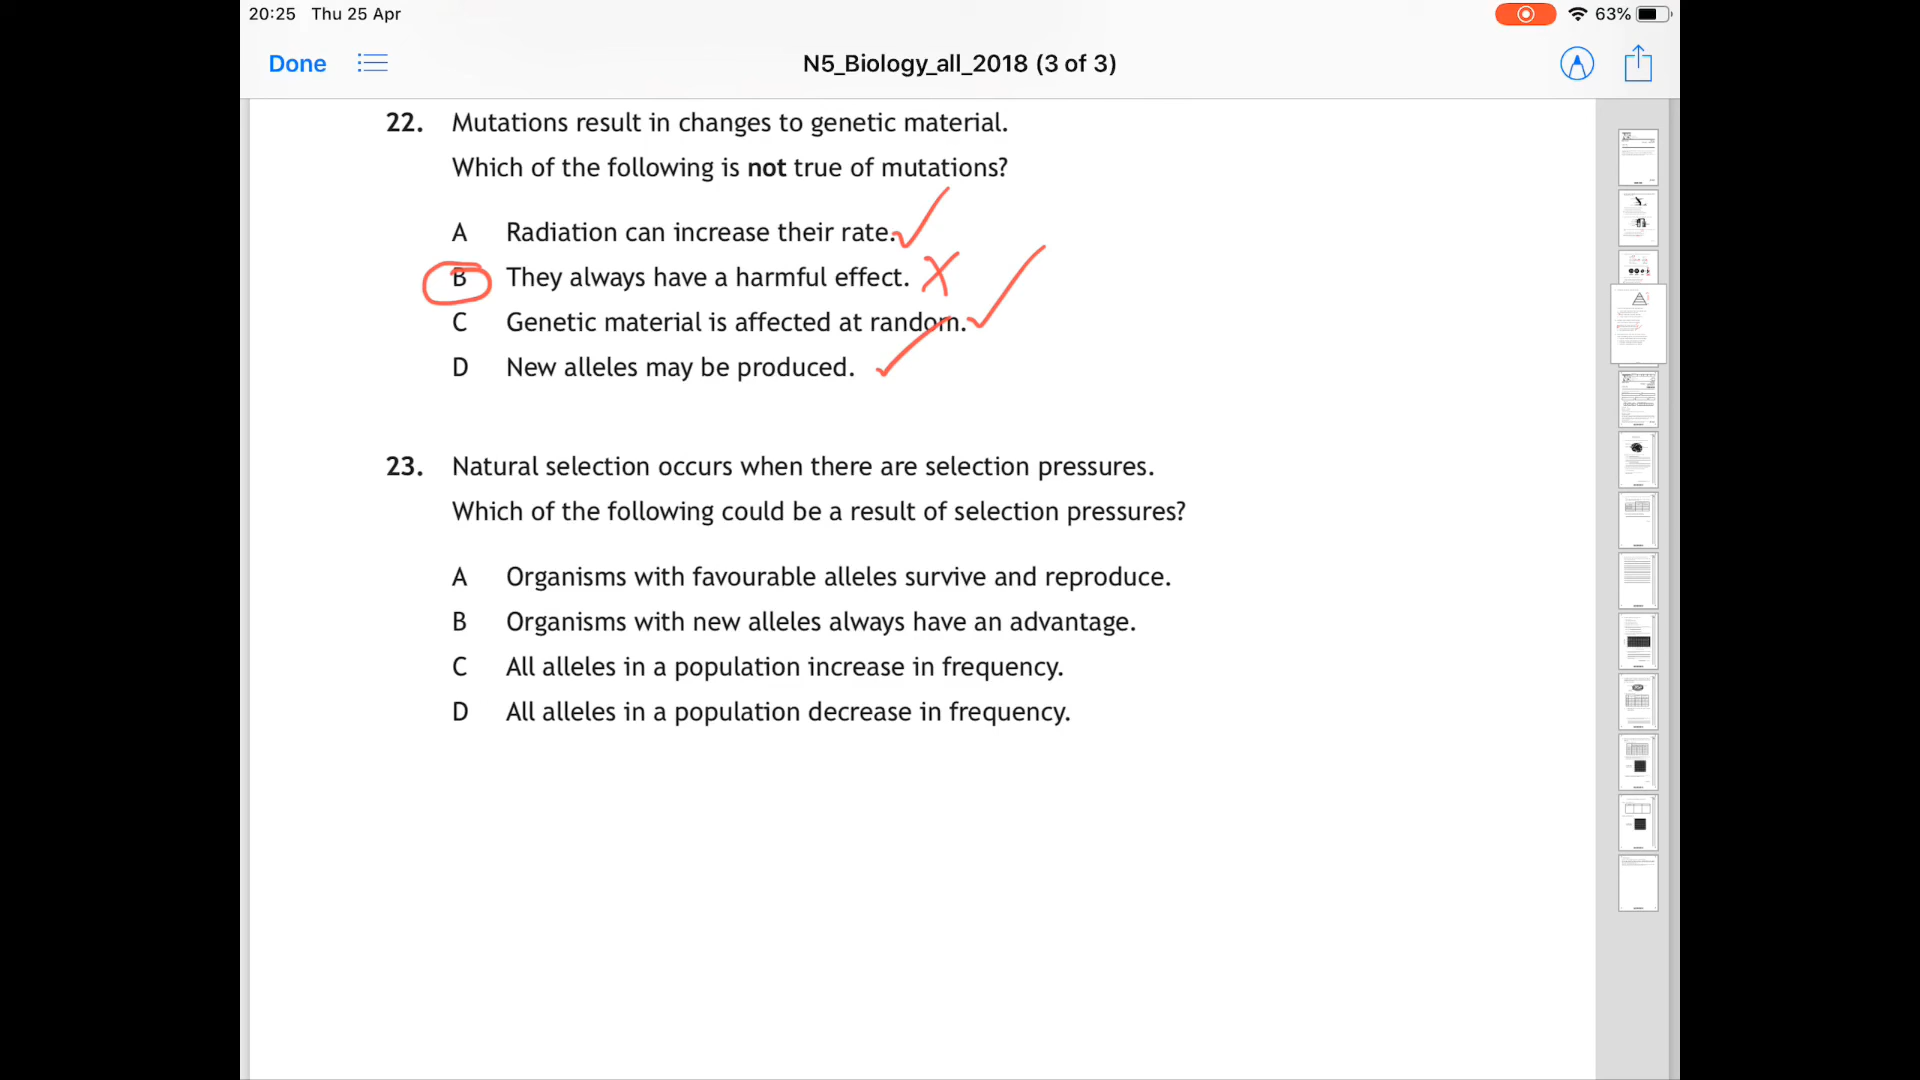 20:25 Thu 25 Apr 63%
Done N5_Biology_all_2018 (3 of 3)
22. Mutations result in changes to genetic material.
Which of the following is not true of mutations?
A Radiation can increase their rate.
B They always have a harmful effect.
C Genetic material is affected at random.
D New alleles may be produced.
23. Natural selection occurs when there are selection pressures.
Which of the following could be a result of selection pressures?
A Organisms with favourable alleles survive and reproduce.
B Organisms with new alleles always have an advantage.
C All alleles in a population increase in frequency.
D All alleles in a population decrease in frequency.